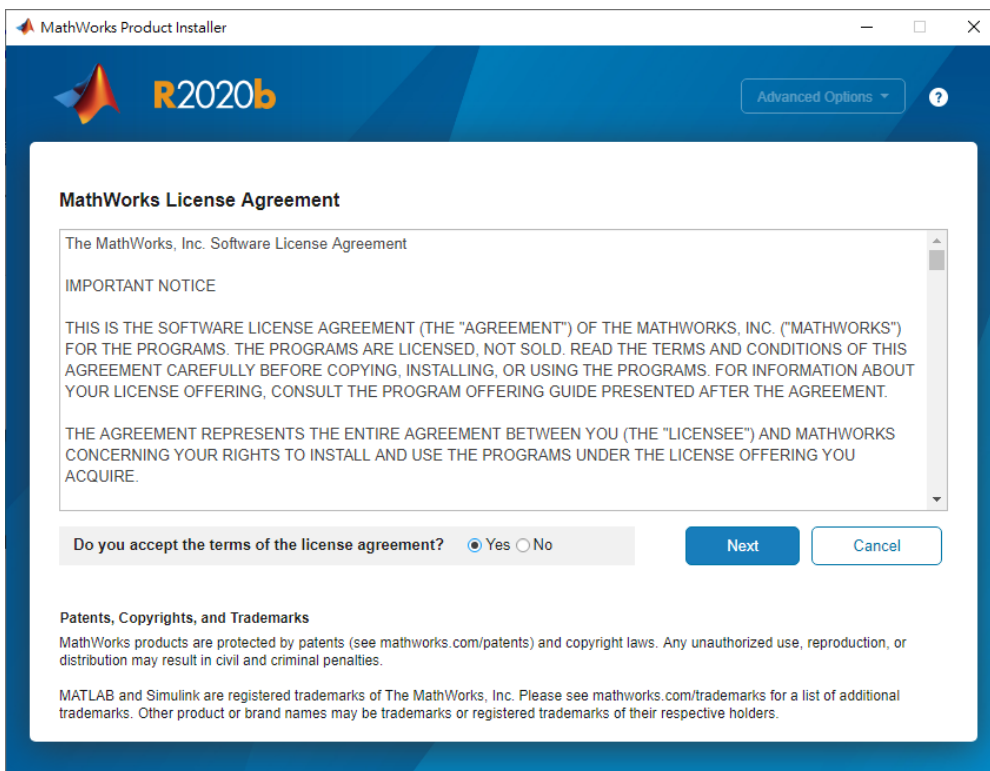 MathWorks Product Installer
R2020b
Advanced Options
?
MathWorks License Agreement
The MathWorks, Inc. Software License Agreement
IMPORTANT NOTICE
THIS IS THE SOFTWARE LICENSE AGREEMENT (THE "AGREEMENT") OF THE MATHWORKS, INC. ("MATHWORKS")
FOR THE PROGRAMS. THE PROGRAMS ARE LICENSED, NOT SOLD. READ THE TERMS AND CONDITIONS OF THIS
AGREEMENT CAREFULLY BEFORE COPYING, INSTALLING, OR USING THE PROGRAMS. FOR INFORMATION ABOUT
YOUR LICENSE OFFERING, CONSULT THE PROGRAM OFFERING GUIDE PRESENTED AFTER THE AGREEMENT.
THE AGREEMENT REPRESENTS THE ENTIRE AGREEMENT BETWEEN YOU (THE "LICENSEE") AND MATHWORKS
CONCERNING YOUR RIGHTS TO INSTALL AND USE THE PROGRAMS UNDER THE LICENSE OFFERING YOU
ACQUIRE.
Do you accept the terms of the license agreement? Yes No
Next
Cancel
Patents, Copyrights, and Trademarks
MathWorks products are protected by patents (see mathworks.com/patents) and copyright laws. Any unauthorized use, reproduction, or
distribution may result in civil and criminal penalties.
MATLAB and Simulink are registered trademarks of The MathWorks, Inc. Please see mathworks.com/trademarks for a list of additional
trademarks. Other product or brand names may be trademarks or registered trademarks of their respective holders.